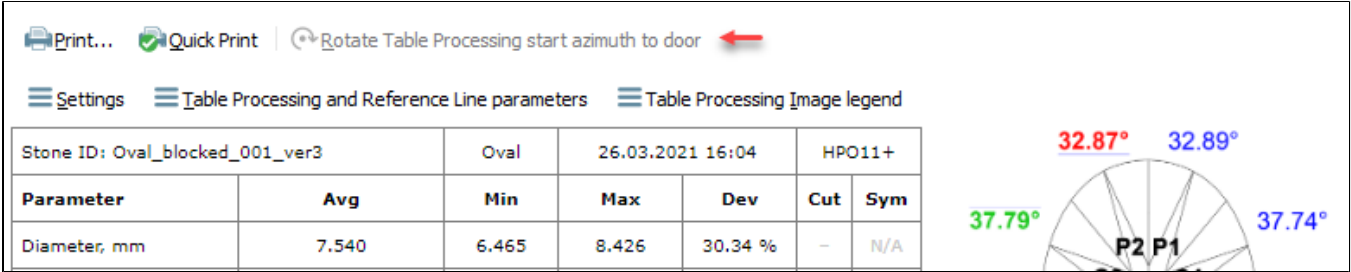 Print... Quick Print Rotate Table Processing start azimuth to door
Settings Table Processing and Reference Line parameters Table Processing Image legend
Stone ID: Oval_blocked_001_ver3 Oval 26.03.2021 16:04 HPO11+
Parameter Avg Min Max Dev Cut Sym
Diameter, mm 7.540 6.465 8.426 30.34 % – N/A
32.87° 32.89°
37.79° 37.74°
P2 P1